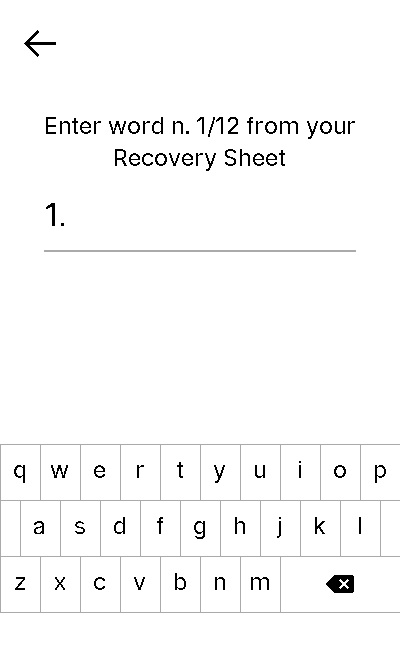 Enter word n. 1/12 from your
Recovery Sheet
1.
q w e r t y u i o p
a s d f g h j k l
z x c v b n m